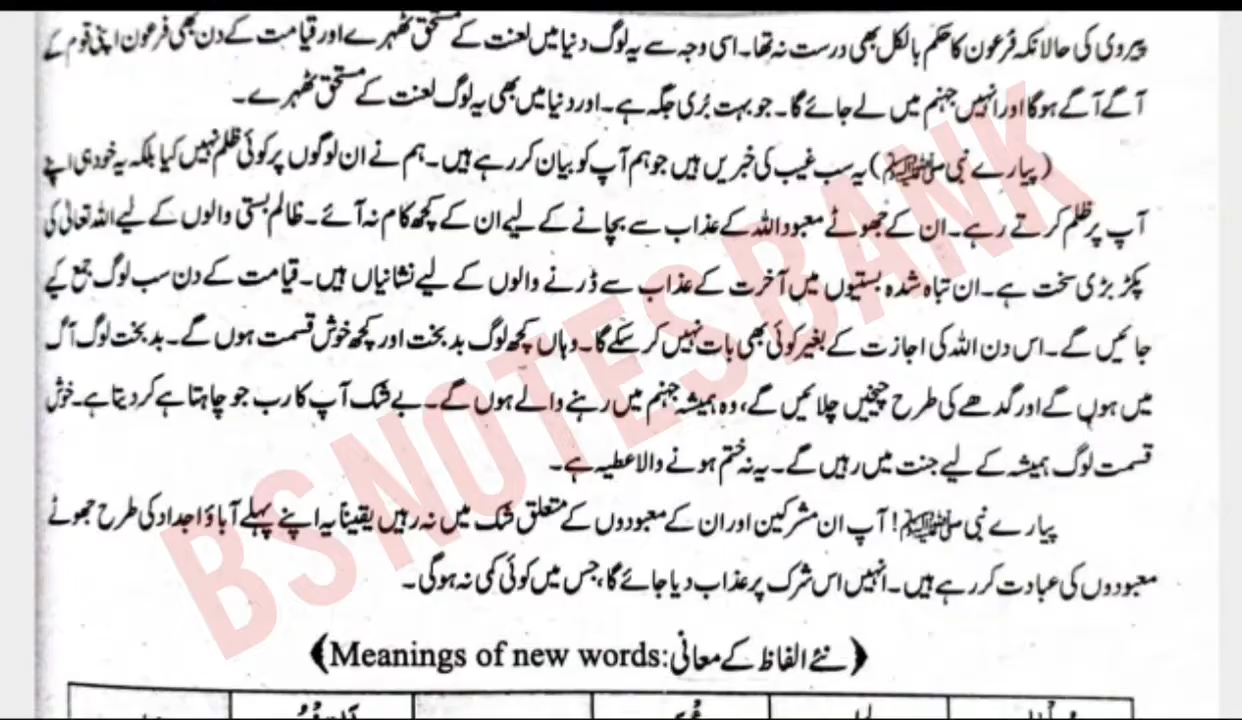 پیروی کی حالانکہ فرعون کا حکم بالکل بھی درست نہ تھا۔ اسی وجہ سے یہ لوگ دنیا میں لعنت کے مستحق ٹھہرے اور قیامت کے دن بھی فرعون اپنی قوم کے
آگے آگے ہو گا اور انہیں جہنم میں لے جائے گا۔ جو بہت بُری جگہ ہے۔ اور دنیا میں بھی یہ لوگ لعنت کے مستحق ٹھہرے۔
(پیارے نبی ﷺ) یہ سب غیب کی خبریں ہیں جو ہم آپ کو بیان کر رہے ہیں۔ ہم نے ان لوگوں پر کوئی ظلم نہیں کیا بلکہ یہ خود ہی اپنے
آپ پر ظلم کرتے رہے۔ ان کے جھوٹے معبود اللہ کے عذاب سے بچانے کے لیے ان کے کچھ کام نہ آئے۔ ظالم بستی والوں کے لیے اللہ تعالیٰ کی
پکڑ بڑی سخت ہے۔ ان تباہ شدہ بستیوں میں آخرت کے عذاب سے ڈرنے والوں کے لیے نشانیاں ہیں۔ قیامت کے دن سب لوگ جمع کیے
جائیں گے۔ اس دن اللہ کی اجازت کے بغیر کوئی بھی بات نہیں کر سکے گا۔ وہاں کچھ لوگ بدبخت اور کچھ خوش قسمت ہوں گے۔ بدبخت لوگ آگ
میں ہوں گے اور گدھے کی طرح چیخیں چلائیں گے، وہ ہمیشہ جہنم میں رہنے والے ہوں گے۔ بے شک آپ کا رب جو چاہتا ہے کر دیتا ہے۔ خوش
قسمت لوگ ہمیشہ کے لیے جنت میں رہیں گے۔ یہ نہ ختم ہونے والا عطیہ ہے۔
پیارے نبی ﷺ! آپ ان مشرکین اور ان کے معبودوں کے متعلق شک میں نہ رہیں یقیناً یہ اپنے پہلے آباؤ اجداد کی طرح جھوٹے
معبودوں کی عبادت کر رہے ہیں۔ انہیں اس شرک پر عذاب دیا جائے گا، جس میں کوئی کمی نہ ہو گی۔
﴿نئے الفاظ کے معانی:Meanings of new words﴾
BS NOTES BANK